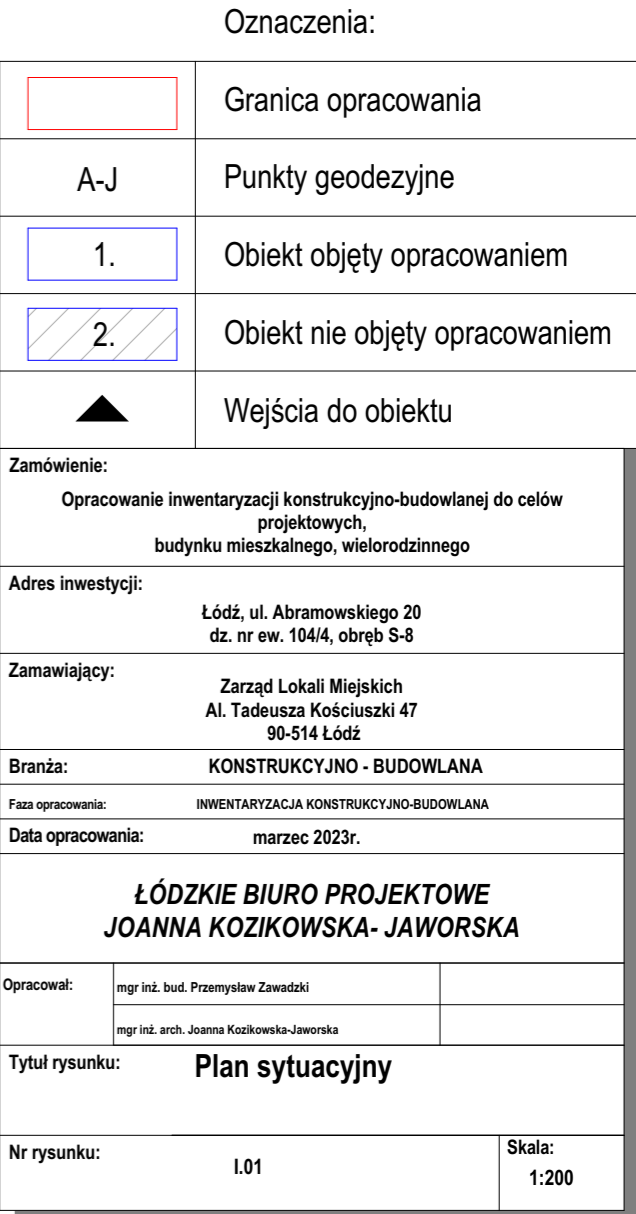 Oznaczenia:
Granica opracowania
A-J Punkty geodezyjne
1. Obiekt objęty opracowaniem
2. Obiekt nie objęty opracowaniem
Wejścia do obiektu
Zamówienie:
Opracowanie inwentaryzacji konstrukcyjno-budowlanej do celów
projektowych,
budynku mieszkalnego, wielorodzinnego
Adres inwestycji:
Łódź, ul. Abramowskiego 20
dz. nr ew. 104/4, obręb S-8
Zamawiający:
Zarząd Lokali Miejskich
Al. Tadeusza Kościuszki 47
90-514 Łódź
Branża: KONSTRUKCYJNO - BUDOWLANA
Faza opracowania: INWENTARYZACJA KONSTRUKCYJNO-BUDOWLANA
Data opracowania: marzec 2023r.
ŁÓDZKIE BIURO PROJEKTOWE
JOANNA KOZIKOWSKA- JAWORSKA
Opracował: mgr inż. bud. Przemysław Zawadzki
mgr inż. arch. Joanna Kozikowska-Jaworska
Tytuł rysunku: Plan sytuacyjny
Nr rysunku: I.01
Skala:
1:200